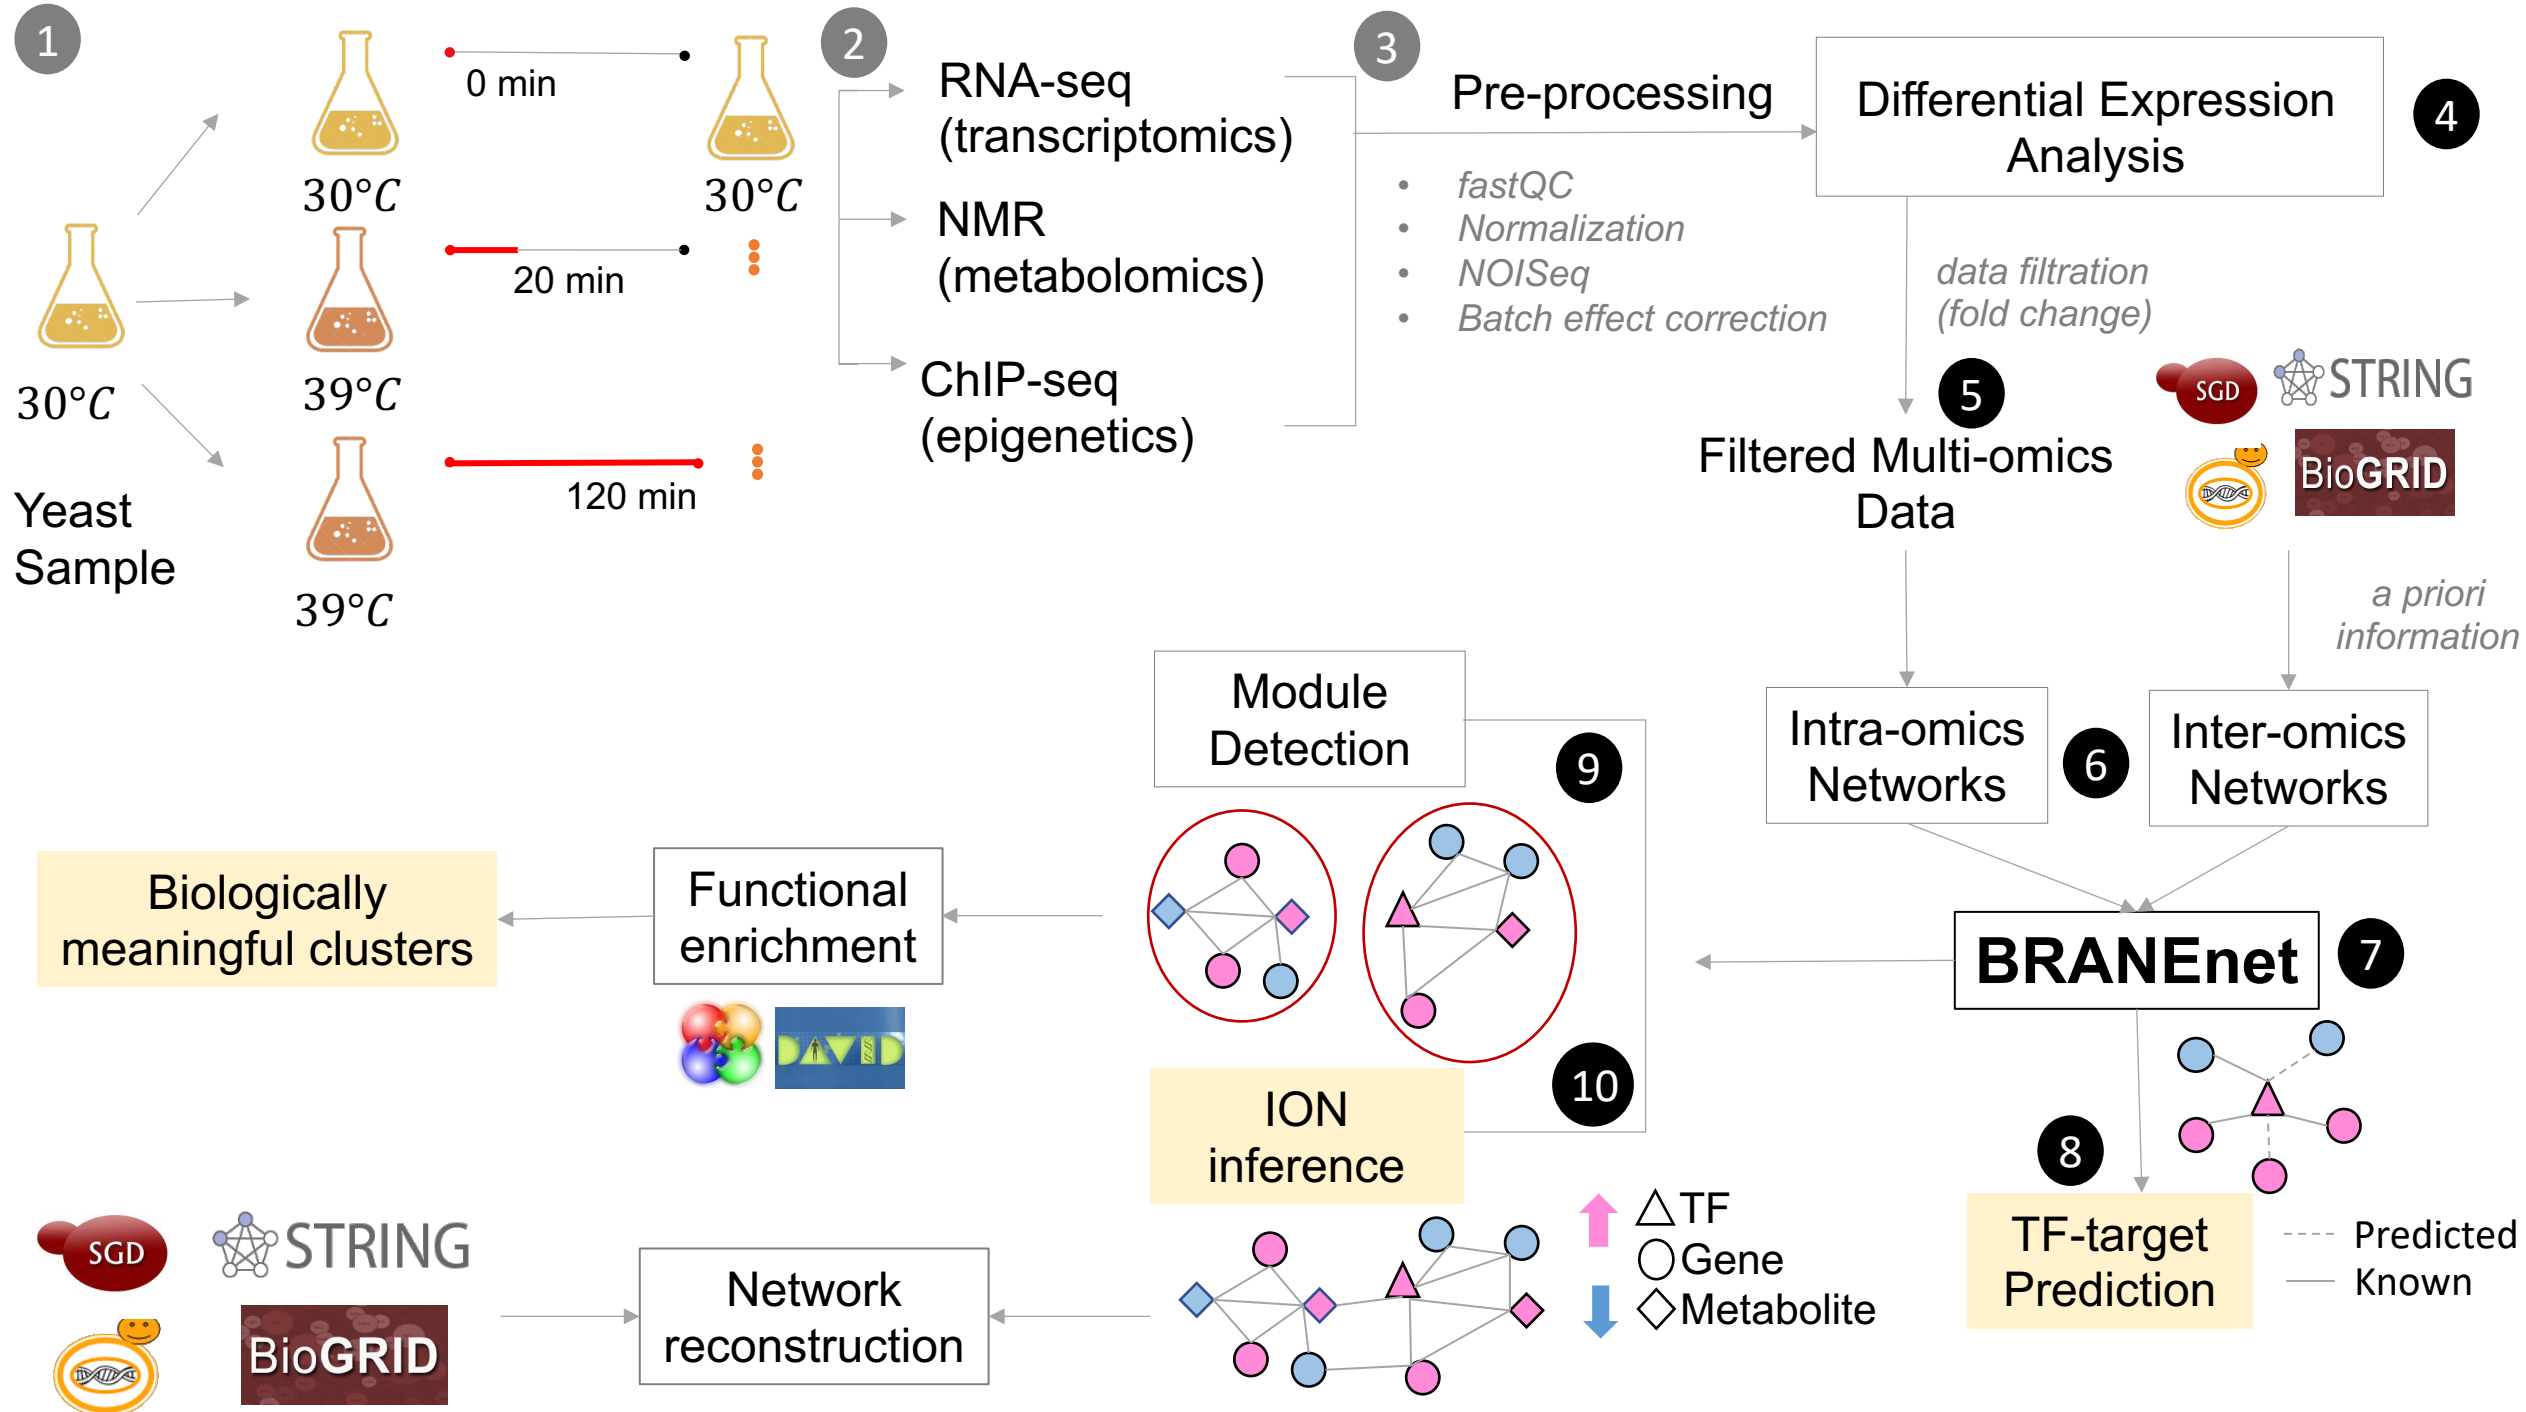 1
0 min
30°C
30°C
20 min
30°C
39°C
120 min
39°C
Yeast
Sample
2
RNA-seq
(transcriptomics)
NMR
(metabolomics)
ChIP-seq
(epigenetics)
3
Pre-processing
• fastQC
• Normalization
• NOISeq
• Batch effect correction
Differential Expression
Analysis
4
data filtration
(fold change)
5
Filtered Multi-omics
Data
SGD
STRING
BioGRID
a priori
information
Intra-omics
Networks
6
Inter-omics
Networks
BRANEnet
7
8
TF-target
Prediction
Predicted
Known
Module
Detection
9
Functional
enrichment
DAVID
Biologically
meaningful clusters
10
ION
inference
TF
Gene
Metabolite
Network
reconstruction
SGD
STRING
BioGRID